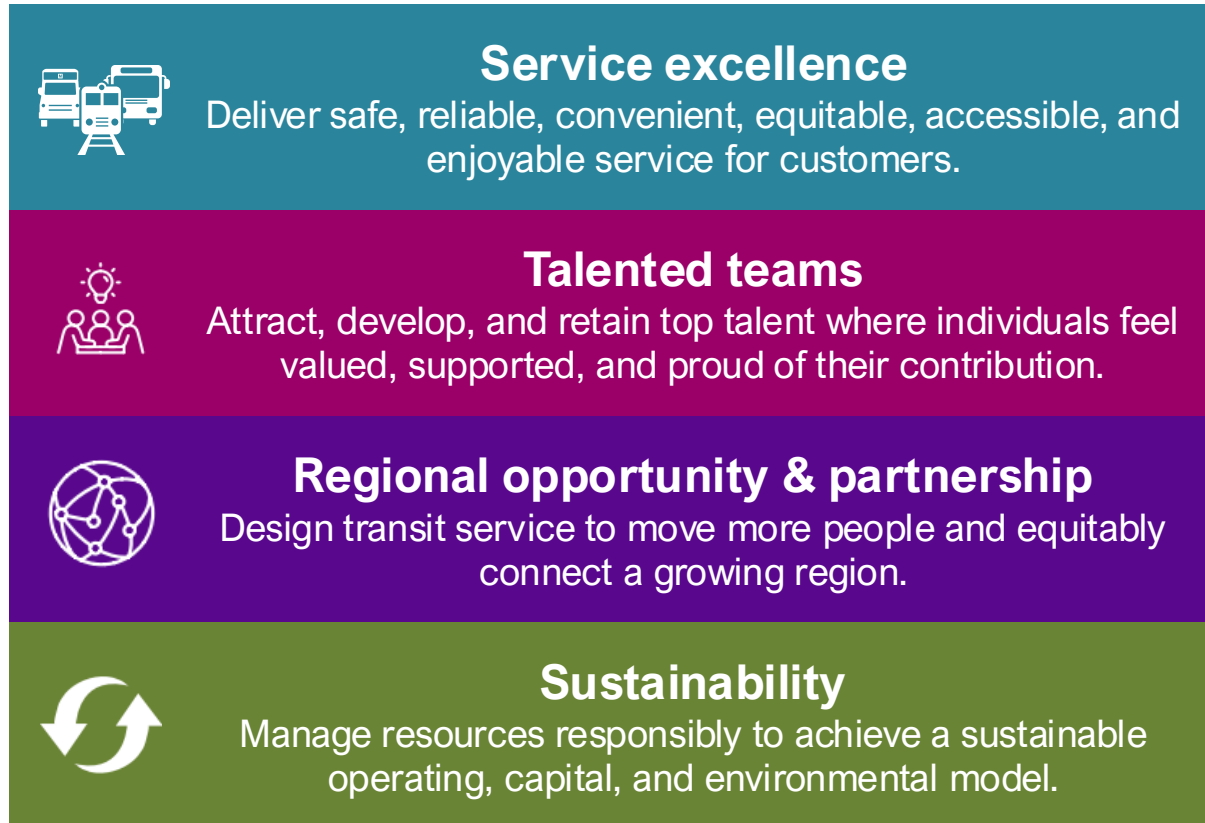 Service excellence
Deliver safe, reliable, convenient, equitable, accessible, and
enjoyable service for customers.
Talented teams
Attract, develop, and retain top talent where individuals feel
valued, supported, and proud of their contribution.
Regional opportunity & partnership
Design transit service to move more people and equitably
connect a growing region.
Sustainability
Manage resources responsibly to achieve a sustainable
operating, capital, and environmental model.